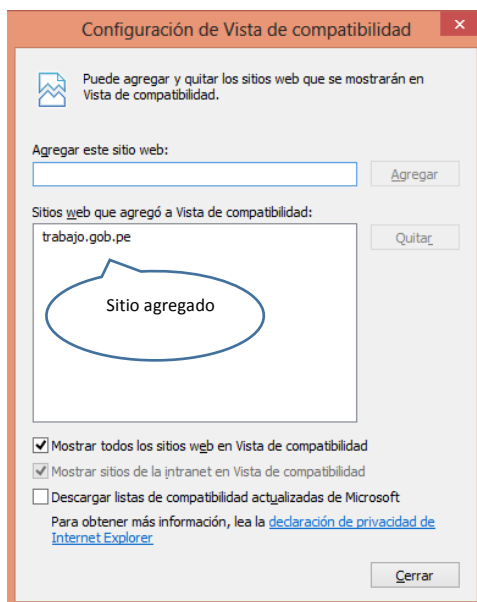 Configuración de Vista de compatibilidad
Puede agregar y quitar los sitios web que se mostrarán en
Vista de compatibilidad.
Agregar este sitio web:
Agregar
Sitios web que agregó a Vista de compatibilidad:
trabajo.gob.pe
Quitar
Sitio agregado
Mostrar todos los sitios web en Vista de compatibilidad
Mostrar sitios de la intranet en Vista de compatibilidad
Descargar listas de compatibilidad actualizadas de Microsoft
Para obtener más información, lea la declaración de privacidad de
Internet Explorer
Cerrar